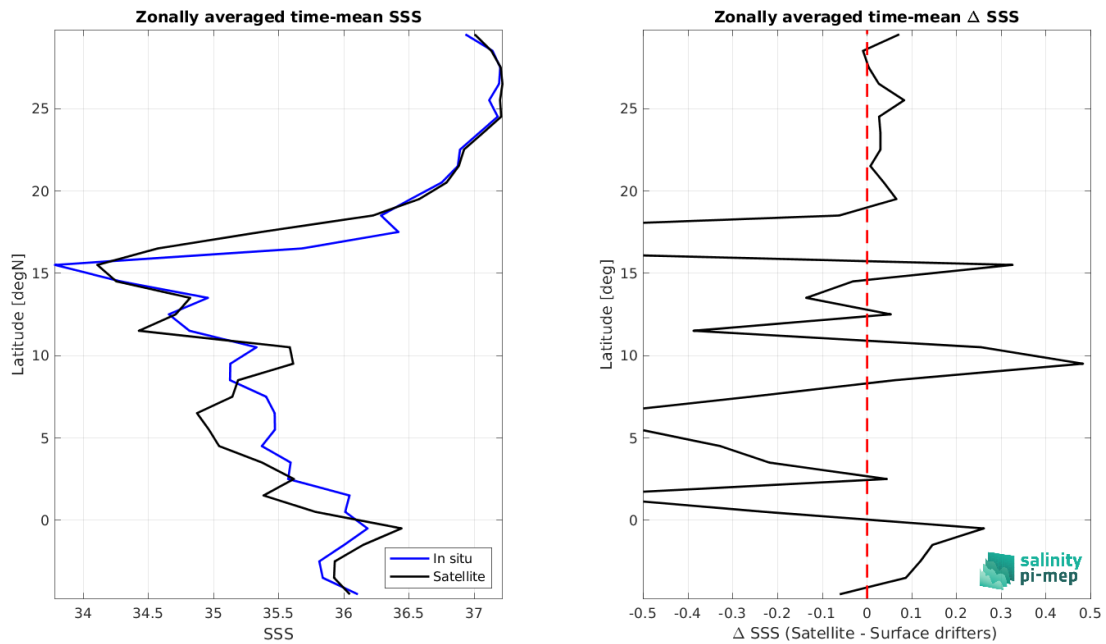 Zonally averaged time-mean SSS
Latitude [degN]
25
20
15
10
5
0
34 34.5 35 35.5 36 36.5 37
SSS
In situ
Satellite
Zonally averaged time-mean Δ SSS
Latitude [deg]
25
20
15
10
5
0
-0.5 -0.4 -0.3 -0.2 -0.1 0 0.1 0.2 0.3 0.4 0.5
Δ SSS (Satellite - Surface drifters)
salinity
pi-mep